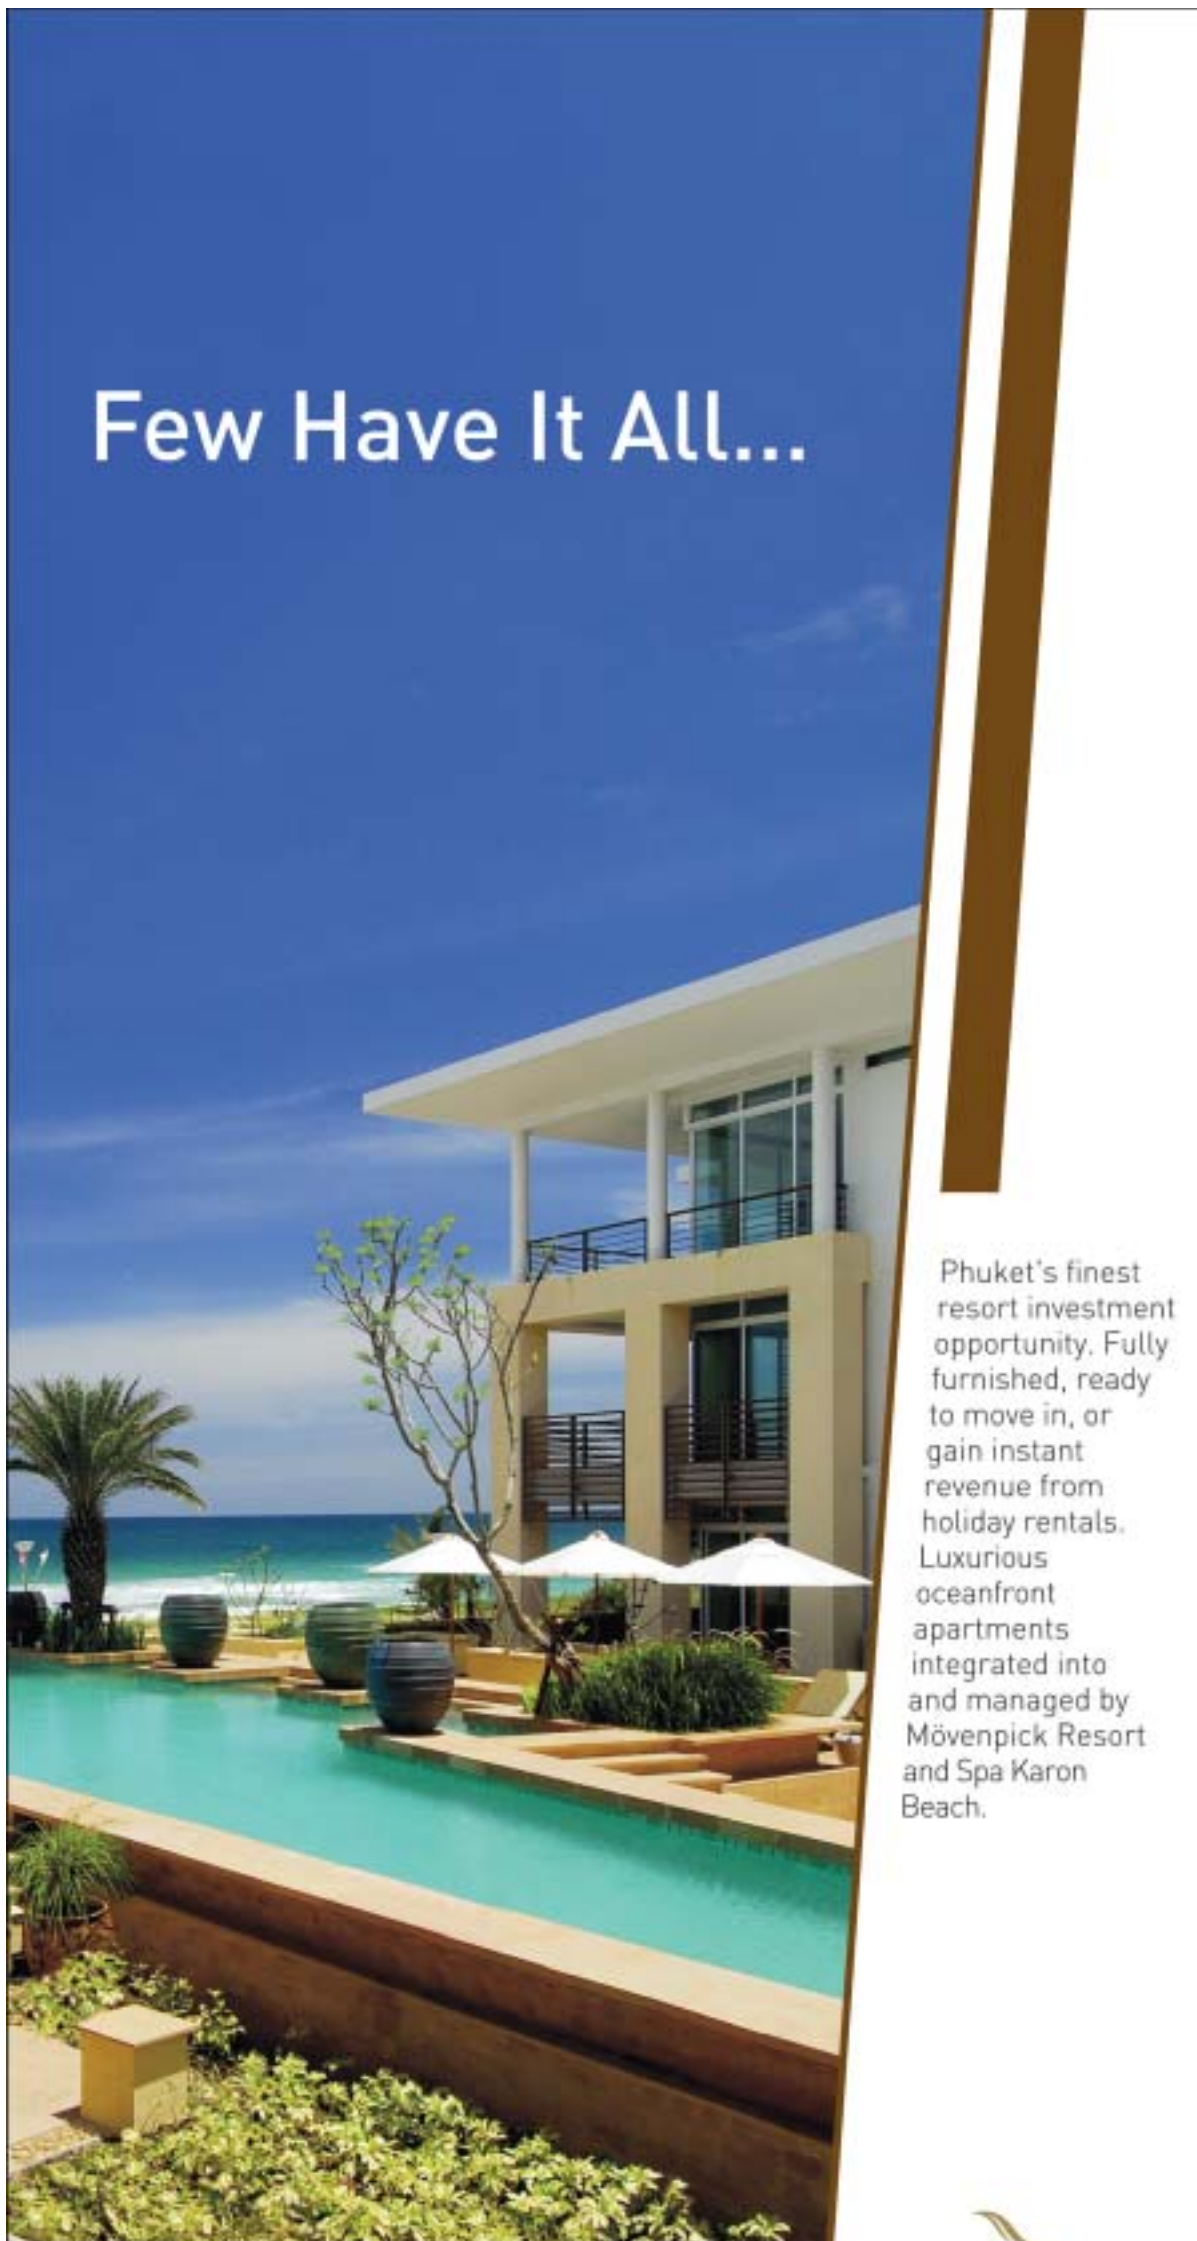 Few Have It All...
Phuket's finest
resort investment
opportunity. Fully
furnished, ready
to move in, or
gain instant
revenue from
holiday rentals.
Luxurious
oceanfront
apartments
integrated into
and managed by
Mövenpick Resort
and Spa Karon
Beach.